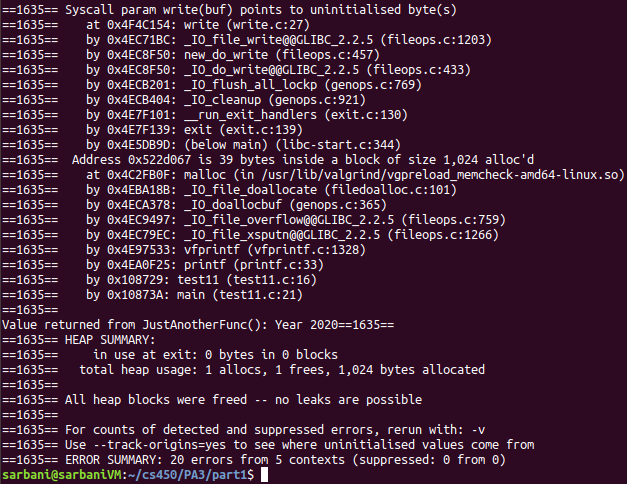 ==1635== Syscall param write(buf) points to uninitialised byte(s)
==1635==    at 0x4F4C154: write (write.c:27)
==1635==    by 0x4EC71BC: _IO_file_write@@GLIBC_2.2.5 (fileops.c:1203)
==1635==    by 0x4EC8F50: new_do_write (fileops.c:457)
==1635==    by 0x4EC8F50: _IO_do_write@@GLIBC_2.2.5 (fileops.c:433)
==1635==    by 0x4ECB201: _IO_flush_all_lockp (genops.c:769)
==1635==    by 0x4ECB404: _IO_cleanup (genops.c:921)
==1635==    by 0x4E7F101: __run_exit_handlers (exit.c:130)
==1635==    by 0x4E7F139: exit (exit.c:139)
==1635==    by 0x4E5DB9D: (below main) (libc-start.c:344)
==1635==  Address 0x522d067 is 39 bytes inside a block of size 1,024 alloc'd
==1635==    at 0x4C2FB0F: malloc (in /usr/lib/valgrind/vgpreload_memcheck-amd64-linux.so)
==1635==    by 0x4EBA18B: _IO_file_doallocate (filedoalloc.c:101)
==1635==    by 0x4ECA378: _IO_doallocbuf (genops.c:365)
==1635==    by 0x4EC9497: _IO_file_overflow@@GLIBC_2.2.5 (fileops.c:759)
==1635==    by 0x4EC79EC: _IO_file_xsputn@@GLIBC_2.2.5 (fileops.c:1266)
==1635==    by 0x4E97533: vfprintf (vfprintf.c:1328)
==1635==    by 0x4EA0F25: printf (printf.c:33)
==1635==    by 0x108729: test11 (test11.c:16)
==1635==    by 0x10873A: main (test11.c:21)
==1635==
Value returned from JustAnotherFunc(): Year 2020==1635==
==1635== HEAP SUMMARY:
==1635==     in use at exit: 0 bytes in 0 blocks
==1635==   total heap usage: 1 allocs, 1 frees, 1,024 bytes allocated
==1635==
==1635== All heap blocks were freed -- no leaks are possible
==1635==
==1635== For counts of detected and suppressed errors, rerun with: -v
==1635== Use --track-origins=yes to see where uninitialised values come from
==1635== ERROR SUMMARY: 20 errors from 5 contexts (suppressed: 0 from 0)
sarbani@sarbaniVM:~/cs450/PA3/part1$